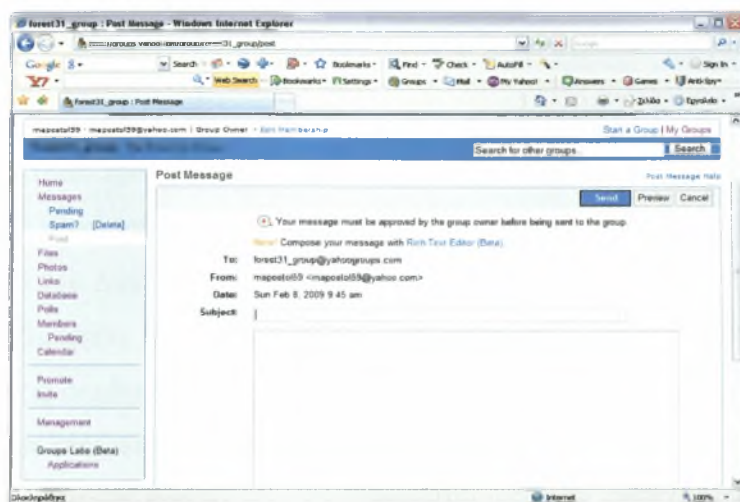 forest31_group : Post Message - Windows Internet Explorer
31_group/post
Google Search Bookmarks Find Check AutoFill Sign In
Y7 Web Search Bookmarks Settings Groups Mail My Yahoo! Answers Games Anti-Spy
forest31_group : Post Message Σελίδα Εργαλεία
mapostol59 · mapostol59@yahoo.com | Group Owner - Edit Membership Start a Group | My Groups
Search for other groups... Search
Home
Messages
Pending
Spam? [Delete]
Post
Files
Photos
Links
Database
Polls
Members
Pending
Calendar
Promote
Invite
Management
Groups Labs (Beta)
Applications
Post Message Post Message Help
Send Preview Cancel
Your message must be approved by the group owner before being sent to the group.
New! Compose your message with Rich Text Editor (Beta).
To: forest31_group@yahoogroups.com
From: mapostol59 <mapostol59@yahoo.com>
Date: Sun Feb 8, 2009 9:45 am
Subject:
Ολοκληρώθηκε Internet 100%